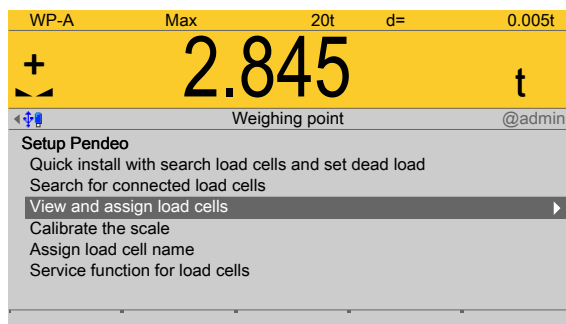 WP-A Max 20t d= 0.005t
+ 2.845 t
Weighing point @admin
Setup Pendeo
Quick install with search load cells and set dead load
Search for connected load cells
View and assign load cells
Calibrate the scale
Assign load cell name
Service function for load cells